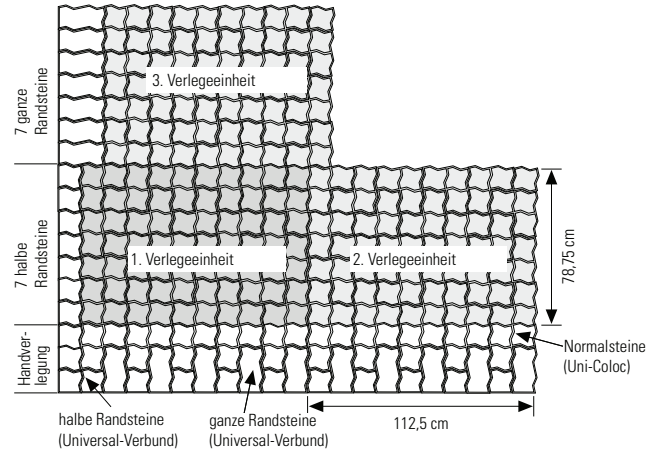 3. Verlegeeinheit
7 ganze
Randsteine
1. Verlegeeinheit
2. Verlegeeinheit
7 halbe
Randsteine
78,75 cm
Handver-
legung
Normalsteine
(Uni-Coloc)
halbe Randsteine
(Universal-Verbund)
ganze Randsteine
(Universal-Verbund)
112,5 cm